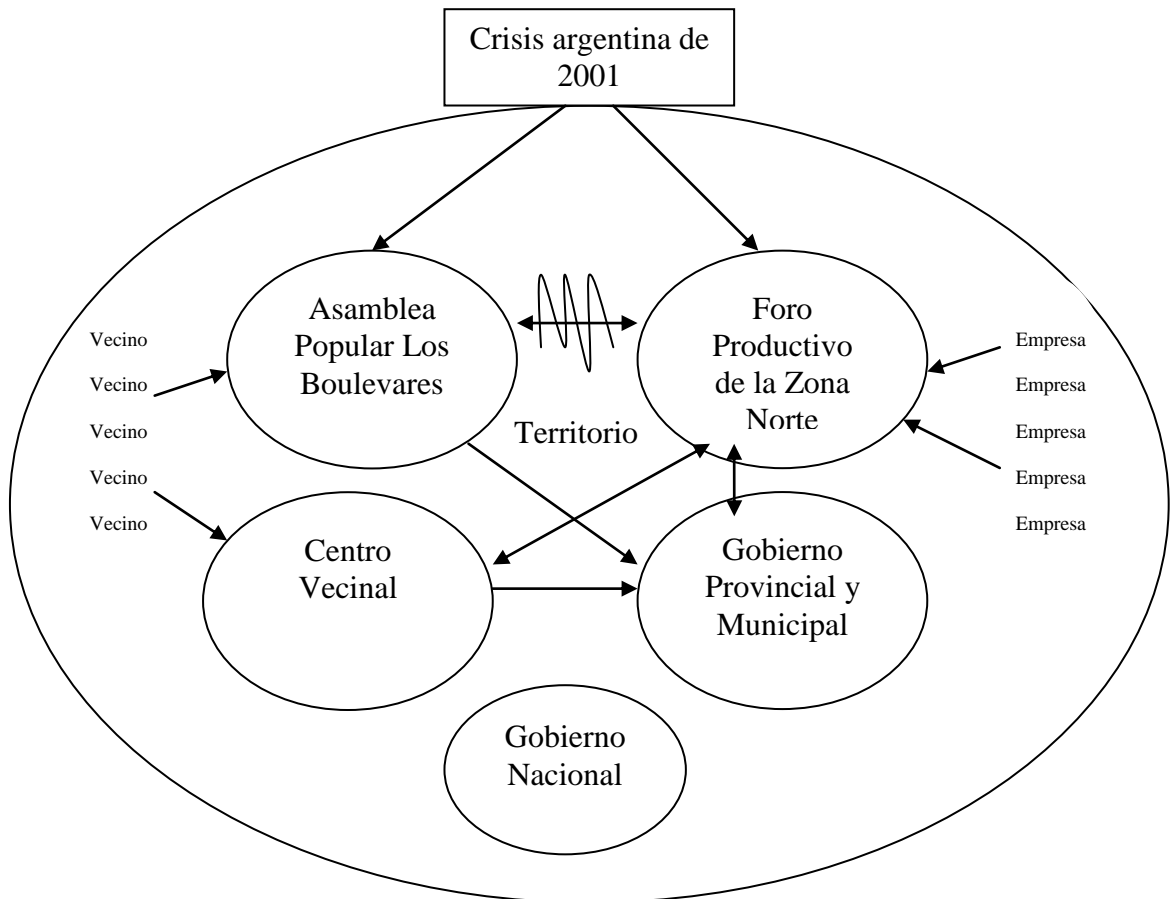 Crisis argentina de
2001
Asamblea
Popular Los
Boulevares
Foro
Productivo
de la Zona
Norte
Vecino
Vecino
Vecino
Vecino
Vecino
Territorio
Empresa
Empresa
Empresa
Empresa
Empresa
Centro
Vecinal
Gobierno
Provincial y
Municipal
Gobierno
Nacional